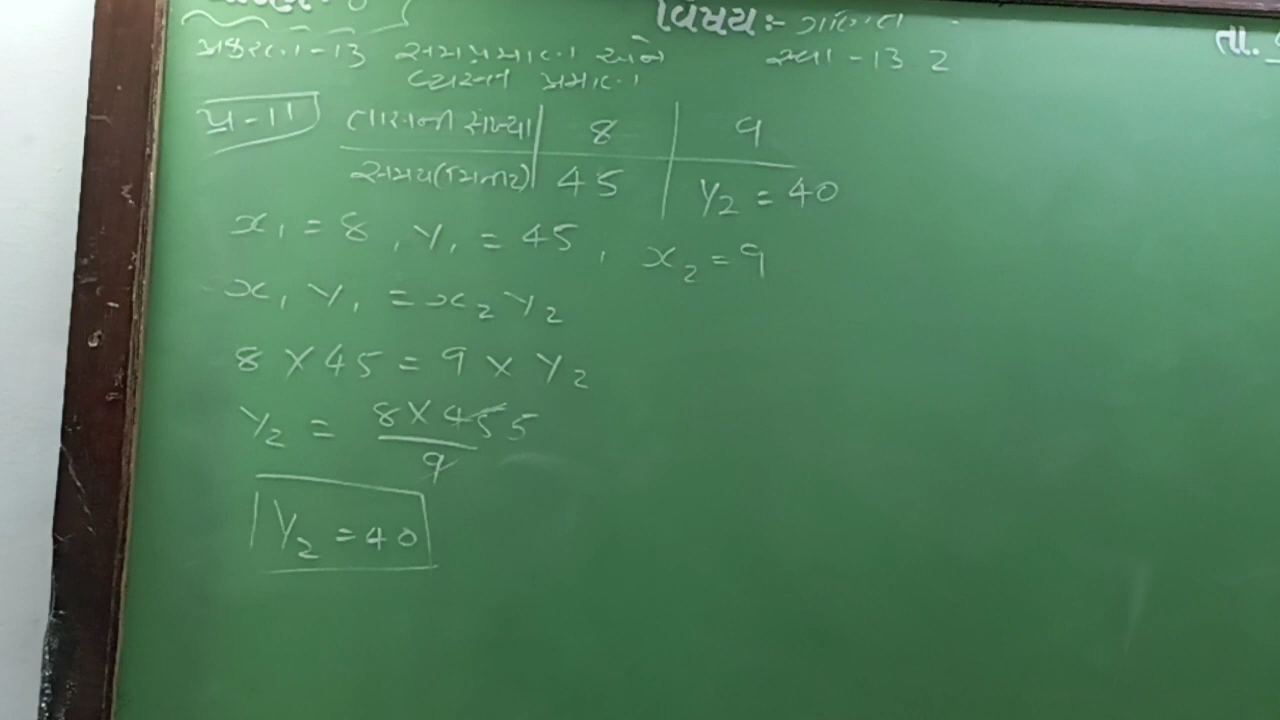 વિષય:- ગણિત
પ્રકરણ-13 સમપ્રમાણ અને સ્વા-13.2
વ્યસ્ત પ્રમાણ
પ્ર-11 તાસની સંખ્યા 8 9
સમય(મિનિટ) 45 Y2 = 40
x1 = 8, Y1 = 45, x2 = 9
x1 Y1 = x2 Y2
8 X 45 = 9 X Y2
Y2 = 8 X 45 5
9
Y2 = 40
તા.